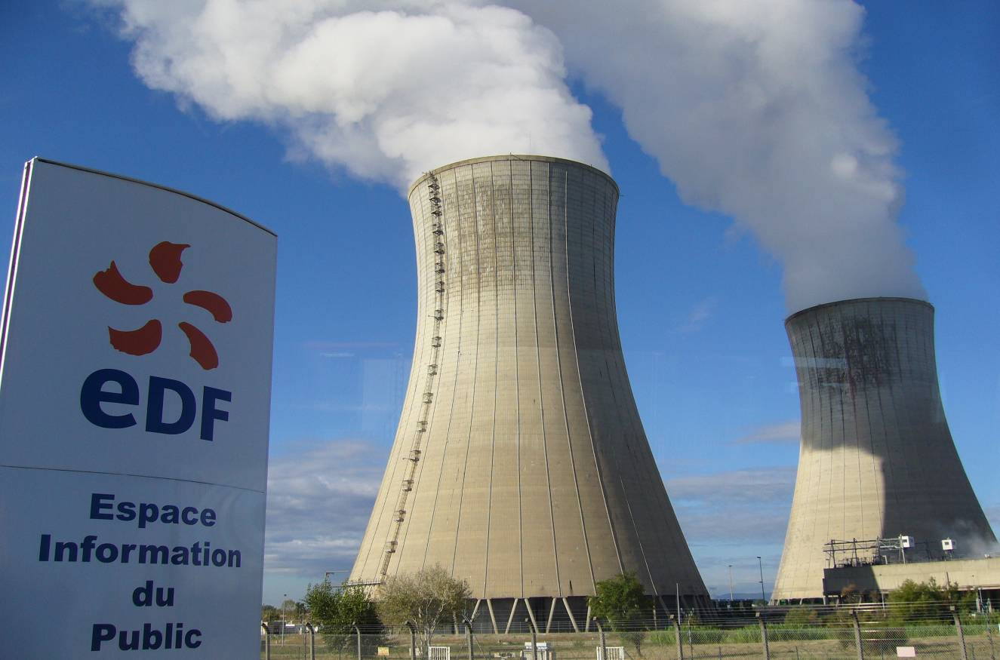 eDF
Espace
Information
du
Public